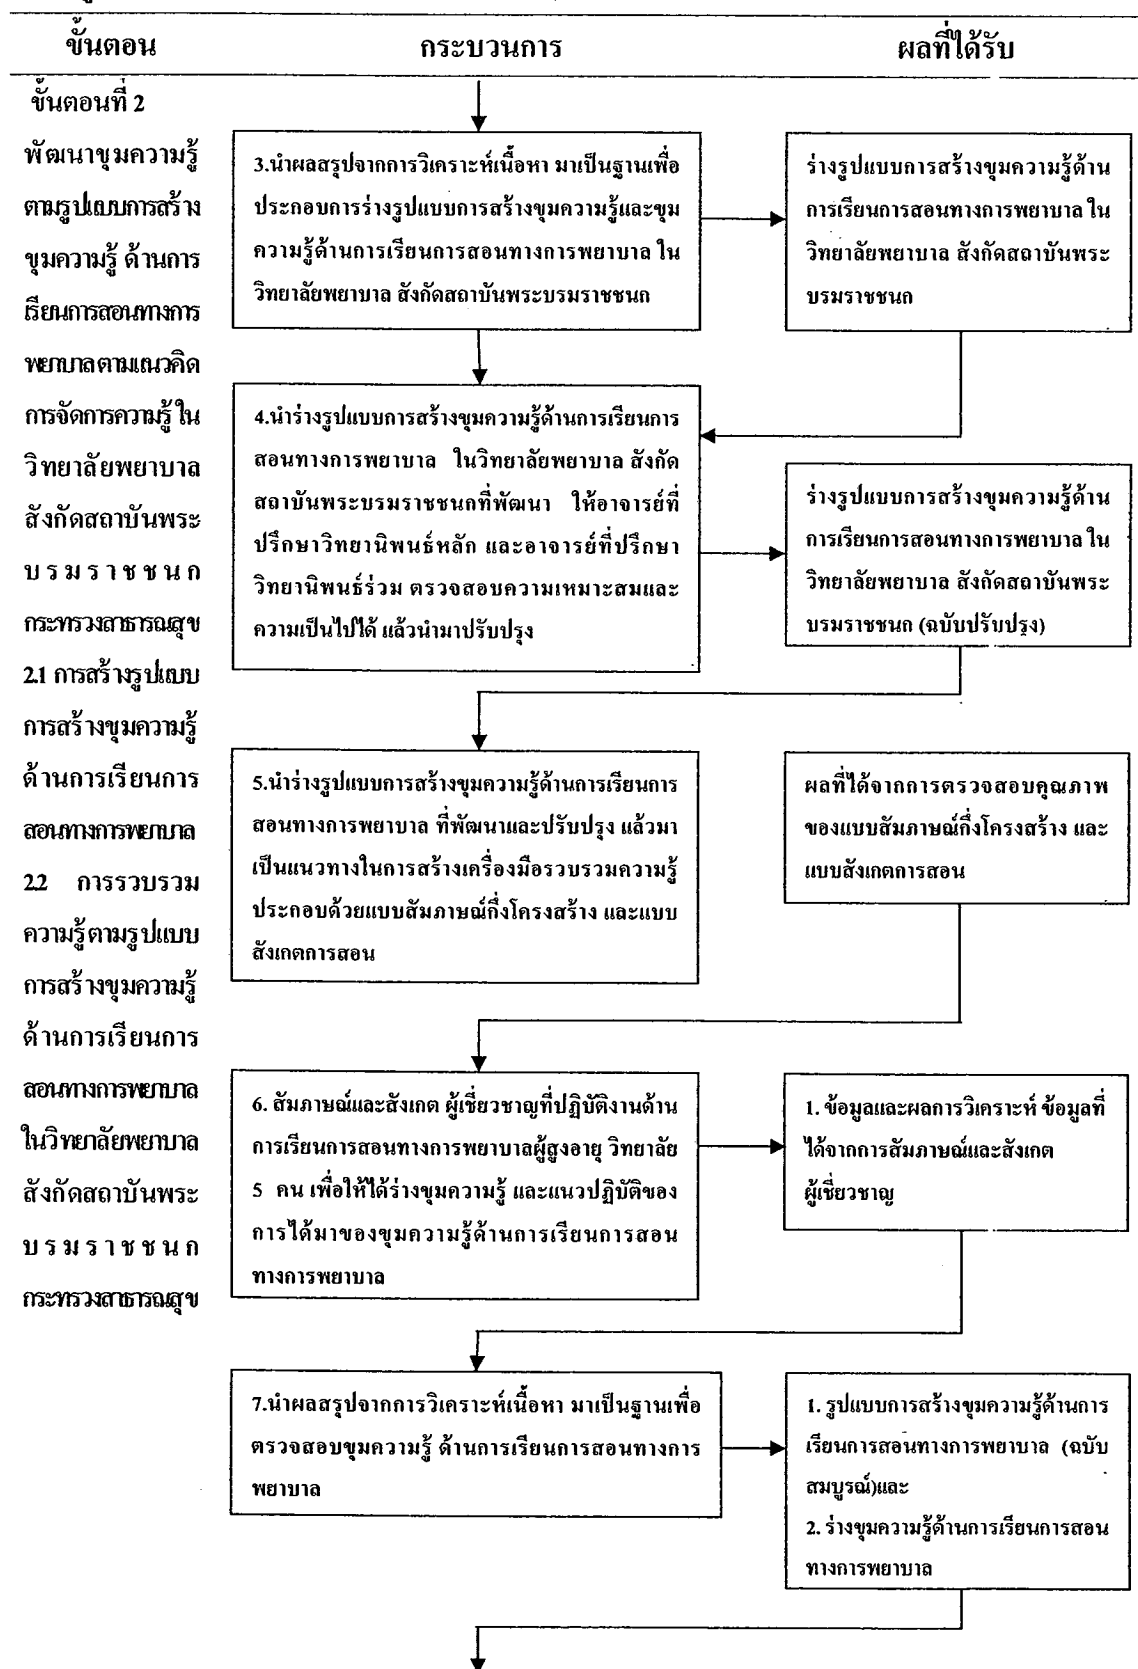 ขั้นตอน
กระบวนการ
ผลที่ได้รับ
ขั้นตอนที่ 2
พัฒนาขุมความรู้
ตามรูปแบบการสร้าง
ขุมความรู้ ด้านการ
เรียนการสอนทางการ
พยาบาลตามแนวคิด
การจัดการความรู้ ใน
วิทยาลัยพยาบาล
สังกัดสถาบันพระ
บรมราชชนก
กระทรวงสาธารณสุข
2.1 การสร้างรูปแบบ
การสร้างขุมความรู้
ด้านการเรียนการ
สอนทางการพยาบาล
2.2 การรวบรวม
ความรู้ตามรูปแบบ
การสร้างขุมความรู้
ด้านการเรียนการ
สอนทางการพยาบาล
ในวิทยาลัยพยาบาล
สังกัดสถาบันพระ
บรมราชชนก
กระทรวงสาธารณสุข
3.นำผลสรุปจากการวิเคราะห์เนื้อหา มาเป็นฐานเพื่อ
ประกอบการร่างรูปแบบการสร้างขุมความรู้และขุม
ความรู้ด้านการเรียนการสอนทางการพยาบาล ใน
วิทยาลัยพยาบาล สังกัดสถาบันพระบรมราชชนก
ร่างรูปแบบการสร้างขุมความรู้ด้าน
การเรียนการสอนทางการพยาบาล ใน
วิทยาลัยพยาบาล สังกัดสถาบันพระ
บรมราชชนก
4.นำร่างรูปแบบการสร้างขุมความรู้ด้านการเรียนการ
สอนทางการพยาบาล ในวิทยาลัยพยาบาล สังกัด
สถาบันพระบรมราชชนกที่พัฒนา ให้อาจารย์ที่
ปรึกษาวิทยานิพนธ์หลัก และอาจารย์ที่ปรึกษา
วิทยานิพนธ์ร่วม ตรวจสอบความเหมาะสมและ
ความเป็นไปได้ แล้วนำมาปรับปรุง
ร่างรูปแบบการสร้างขุมความรู้ด้าน
การเรียนการสอนทางการพยาบาล ใน
วิทยาลัยพยาบาล สังกัดสถาบันพระ
บรมราชชนก (ฉบับปรับปรุง)
5.นำร่างรูปแบบการสร้างขุมความรู้ด้านการเรียนการ
สอนทางการพยาบาล ที่พัฒนาและปรับปรุง แล้วมา
เป็นแนวทางในการสร้างเครื่องมือรวบรวมความรู้
ประกอบด้วยแบบสัมภาษณ์กึ่งโครงสร้าง และแบบ
สังเกตการสอน
ผลที่ได้จากการตรวจสอบคุณภาพ
ของแบบสัมภาษณ์กึ่งโครงสร้าง และ
แบบสังเกตการสอน
6. สัมภาษณ์และสังเกต ผู้เชี่ยวชาญที่ปฏิบัติงานด้าน
การเรียนการสอนทางการพยาบาลผู้สูงอายุ วิทยาลัย
5 คน เพื่อให้ได้ร่างขุมความรู้ และแนวปฏิบัติของ
การได้มาของขุมความรู้ด้านการเรียนการสอน
ทางการพยาบาล
1. ข้อมูลและผลการวิเคราะห์ ข้อมูลที่
ได้จากการสัมภาษณ์และสังเกต
ผู้เชี่ยวชาญ
7.นำผลสรุปจากการวิเคราะห์เนื้อหา มาเป็นฐานเพื่อ
ตรวจสอบขุมความรู้ ด้านการเรียนการสอนทางการ
พยาบาล
1. รูปแบบการสร้างขุมความรู้ด้านการ
เรียนการสอนทางการพยาบาล (ฉบับ
สมบูรณ์)และ
2. ร่างขุมความรู้ด้านการเรียนการสอน
ทางการพยาบาล